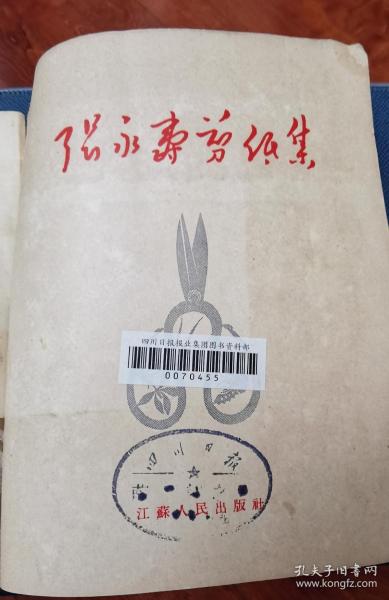 张永寿剪纸集
四川日报报业集团图书资料部
0070455
四川日报
江蘇人民出版社
孔夫子旧书网
www.kongfz.com